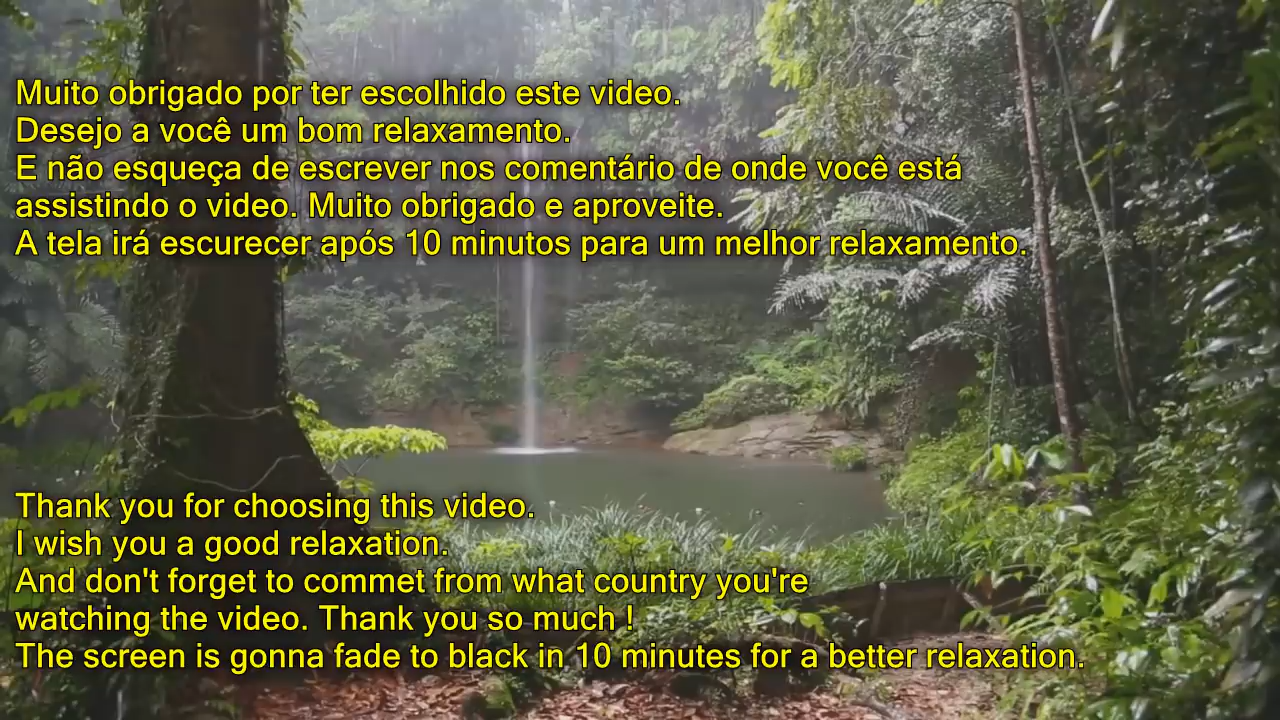 Muito obrigado por ter escolhido este video.
Desejo a você um bom relaxamento.
E não esqueça de escrever nos comentário de onde você está
assistindo o video. Muito obrigado e aproveite.
A tela irá escurecer após 10 minutos para um melhor relaxamento.
Thank you for choosing this video.
I wish you a good relaxation.
And don't forget to commet from what country you're
watching the video. Thank you so much !
The screen is gonna fade to black in 10 minutes for a better relaxation.